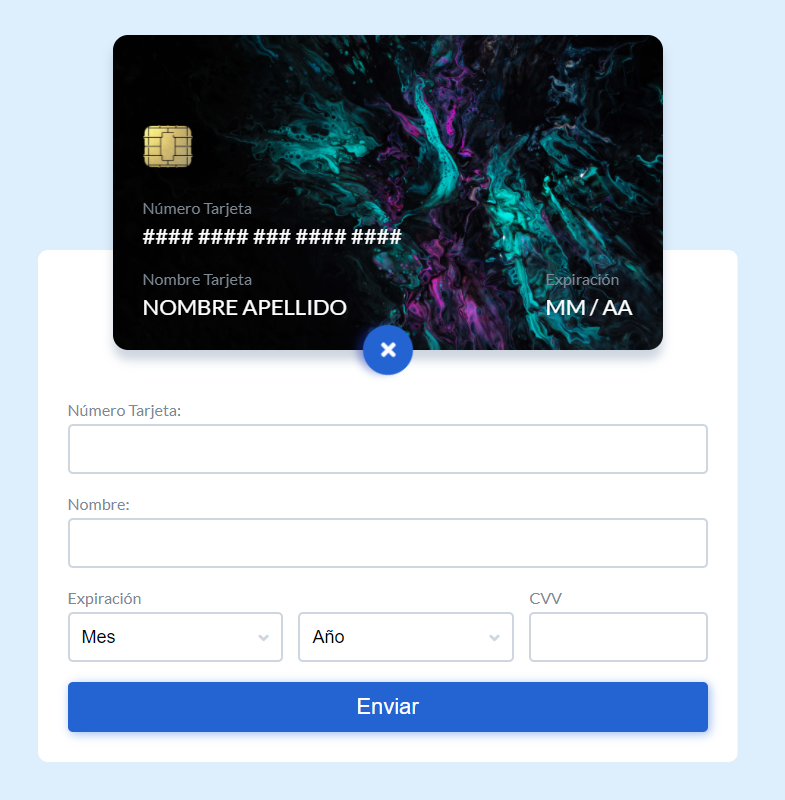 Número Tarjeta
#### #### ### #### ####
Nombre Tarjeta
NOMBRE APELLIDO
Expiración
MM / AA
Número Tarjeta:
Nombre:
Expiración
CVV
Mes
Año
Enviar